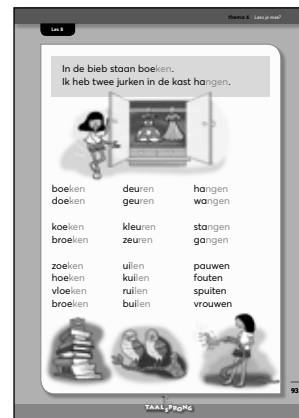 thema 6 Lees je mee?
Les 8
In de bieb staan boeken.
Ik heb twee jurken in de kast hangen.
boeken deuren hangen
doeken geuren wangen
koeken kleuren stangen
broeken zeuren gangen
zoeken uilen pauwen
hoeken kuilen fouten
vloeken ruilen spuiten
broeken builen vrouwen
93
TAALSPRONG